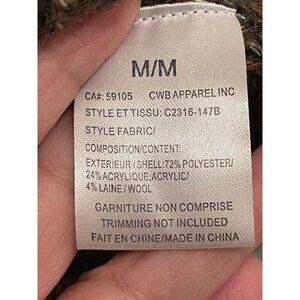 M/M
CA#: 59105 CWB APPAREL INC
STYLE ET TISSU: C2316-147B
STYLE FABRIC/
COMPOSITION/CONTENT:
EXTERIEUR/SHELL:72% POLYESTER/
24% ACRYLIQUE,ACRYLIC/
4% LAINE/WOOL
GARNITURE NON COMPRISE
TRIMMING NOT INCLUDED
FAIT EN CHINE/MADE IN CHINA